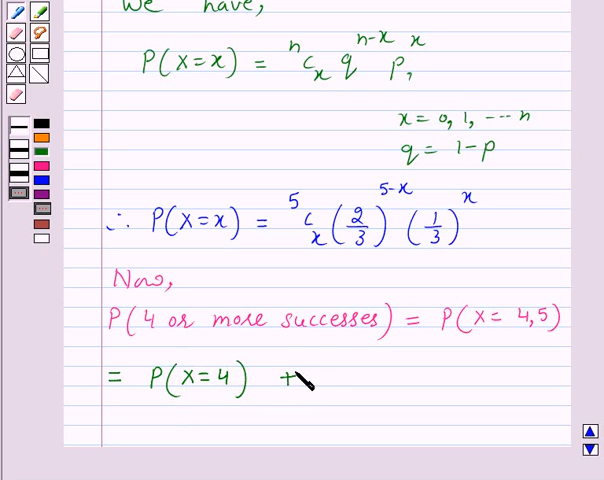 We have,
P(X=x) = ⁿCₓ qⁿ⁻ˣ pˣ,
x = 0, 1, ---- n
q = 1-p
∴ P(X=x) = ⁵Cₓ (2/3)⁵⁻ˣ (1/3)ˣ
Now,
P(4 or more successes) = P(X= 4,5)
= P(X=4) +